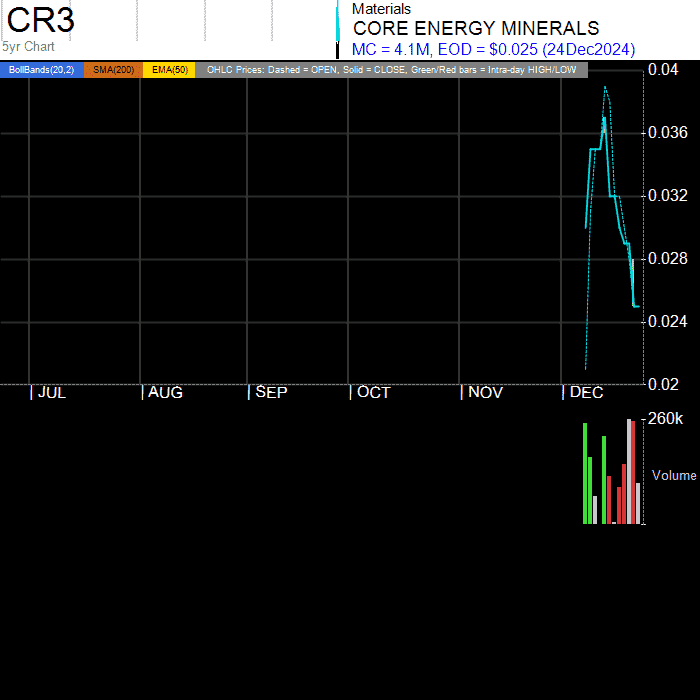 CR3
5yr Chart
Materials
CORE ENERGY MINERALS
MC = 4.1M, EOD = $0.025 (24Dec2024)
BollBands(20,2) SMA(200) EMA(50) OHLC Prices: Dashed = OPEN, Solid = CLOSE, Green/Red bars = Intra-day HIGH/LOW
0.04
0.036
0.032
0.028
0.024
0.02
JUL AUG SEP OCT NOV DEC
260k
Volume